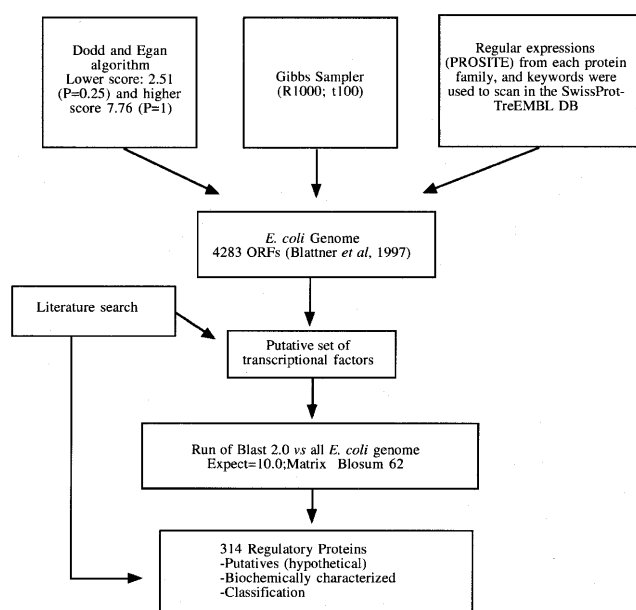 Dodd and Egan
algorithm
Lower score: 2.51
(P=0.25) and higher
score 7.76 (P=1)
Gibbs Sampler
(R1000; t100)
Regular expressions
(PROSITE) from each protein
family, and keywords were
used to scan in the SwissProt-
TreEMBL DB
E. coli Genome
4283 ORFs (Blattner et al, 1997)
Literature search
Putative set of
transcriptional factors
Run of Blast 2.0 vs all E. coli genome
Expect=10.0;Matrix Blosum 62
314 Regulatory Proteins
-Putatives (hypothetical)
-Biochemically characterized
-Classification